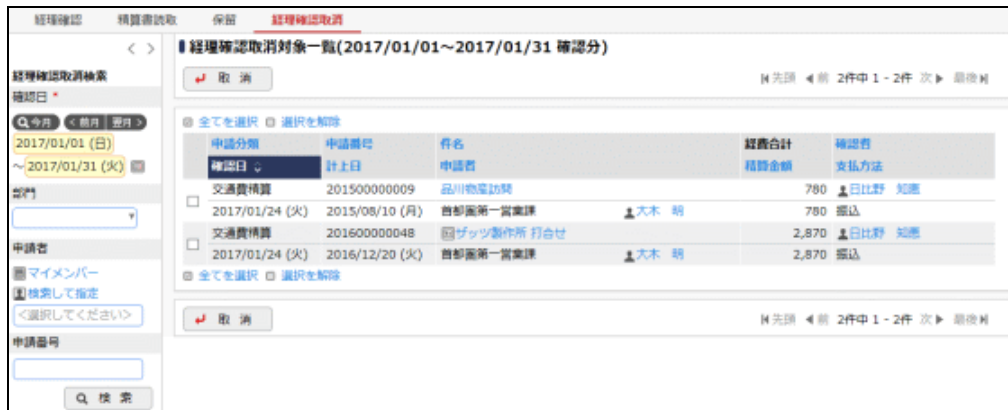 経理確認 精算書読取 保留 経理確認取消
経理確認取消検索
確認日 *
今月 <前月 翌月>
2017/01/01 (日)
～2017/01/31 (火)
部門
申請者
マイメンバー
検索して指定
<選択してください>
申請番号
検 索
経理確認取消対象一覧(2017/01/01～2017/01/31 確認分)
取 消 先頭 前 2件中 1 - 2件 次 最後
全てを選択 選択を解除
申請分類 申請番号 件名 経費合計 確認者
確認日 計上日 申請者 精算金額 支払方法
交通費精算 201500000009 品川物産訪問 780 日比野 知恵
2017/01/24 (火) 2015/08/10 (月) 首都圏第一営業課 大木 明 780 振込
交通費精算 201600000048 ザッツ製作所 打合せ 2,870 日比野 知恵
2017/01/24 (火) 2016/12/20 (火) 首都圏第一営業課 大木 明 2,870 振込
全てを選択 選択を解除
取 消 先頭 前 2件中 1 - 2件 次 最後